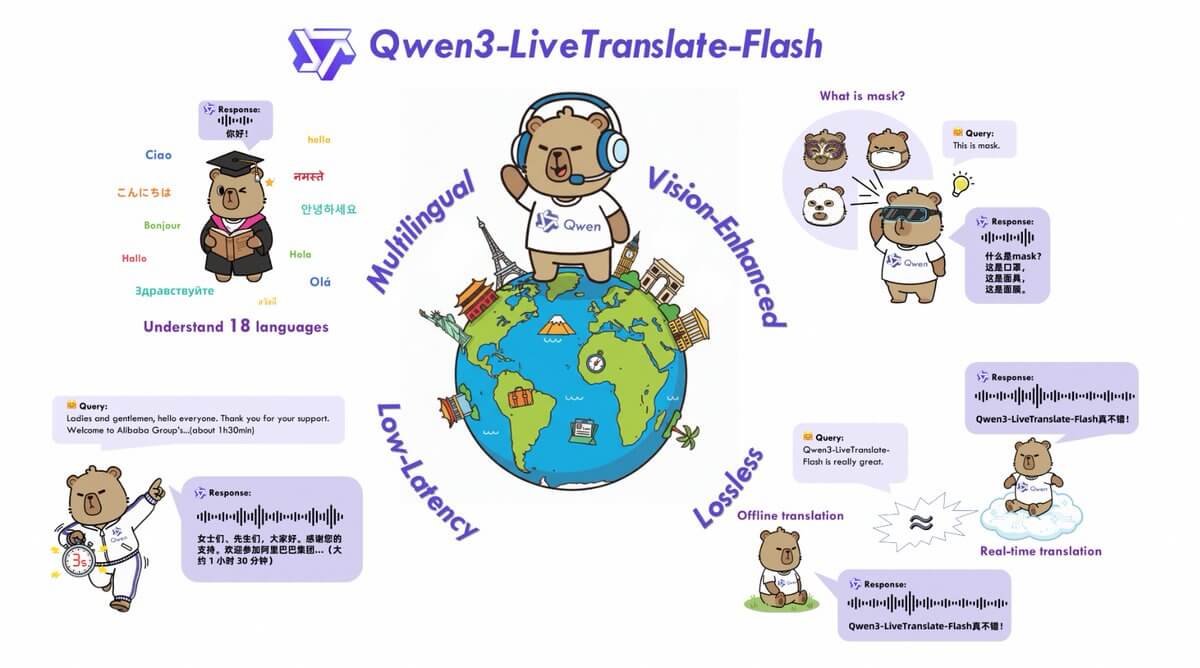 Qwen3-LiveTranslate-Flash
Response:
你好！
Ciao
hello
こんにちは
नमस्ते
Bonjour
안녕하세요
Hallo
Hola
Здравствуйте
Olá
สวัสดี
Understand 18 languages
Multilingual
Vision-Enhanced
Low-Latency
Lossless
Qwen
What is mask?
Query:
This is mask.
Qwen
Response:
什么是mask?
这是口罩，
这是面具，
这是面膜。
Query:
Ladies and gentlemen, hello everyone. Thank you for your support.
Welcome to Alibaba Group's...(about 1h30min)
Qwen
3s
Response:
女士们、先生们，大家好。感谢您的
支持。欢迎参加阿里巴巴集团...（大
约 1 小时 30 分钟）
Response:
Qwen3-LiveTranslate-Flash真不错！
Query:
Qwen3-LiveTranslate-
Flash is really great.
Qwen
Offline translation
≈
Real-time translation
Qwen
Response:
Qwen3-LiveTranslate-Flash真不错！